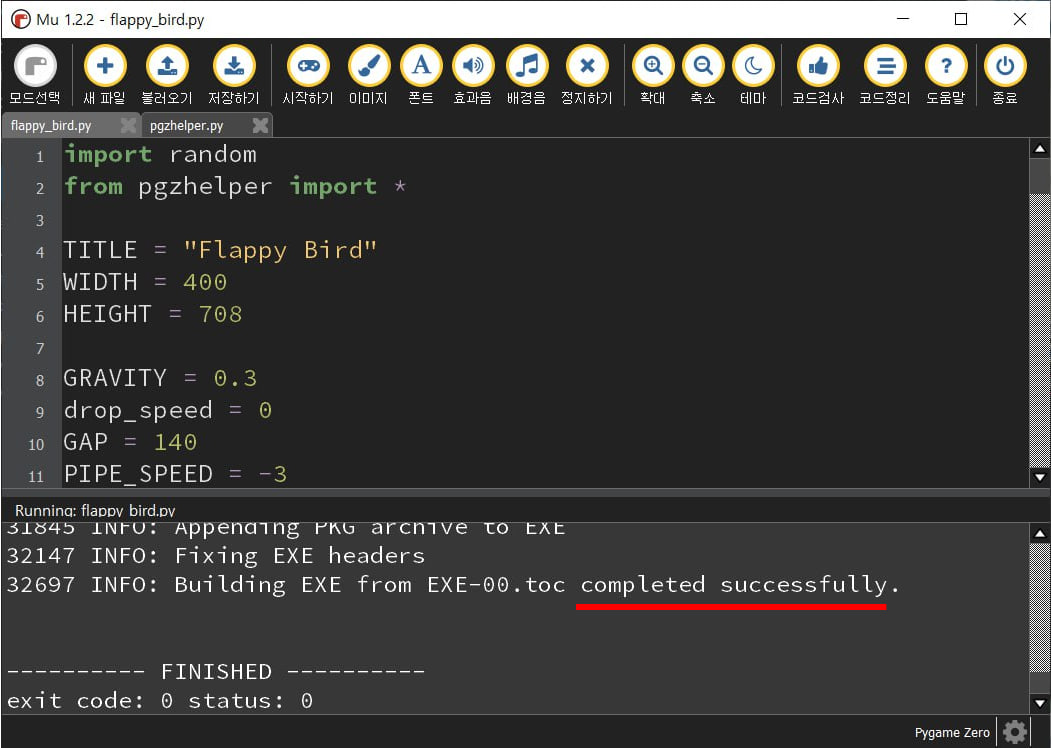 Mu 1.2.2 - flappy_bird.py
모드선택 새 파일 불러오기 저장하기 시작하기 이미지 폰트 효과음 배경음 정지하기 확대 축소 테마 코드검사 코드정리 도움말 종료
flappy_bird.py pgzhelper.py
1 import random
2 from pgzhelper import *
3
4 TITLE = "Flappy Bird"
5 WIDTH = 400
6 HEIGHT = 708
7
8 GRAVITY = 0.3
9 drop_speed = 0
10 GAP = 140
11 PIPE_SPEED = -3
Running: flappy_bird.py
31845 INFO: Appending PKG archive to EXE
32147 INFO: Fixing EXE headers
32697 INFO: Building EXE from EXE-00.toc completed successfully.
---------- FINISHED ----------
exit code: 0 status: 0
Pygame Zero